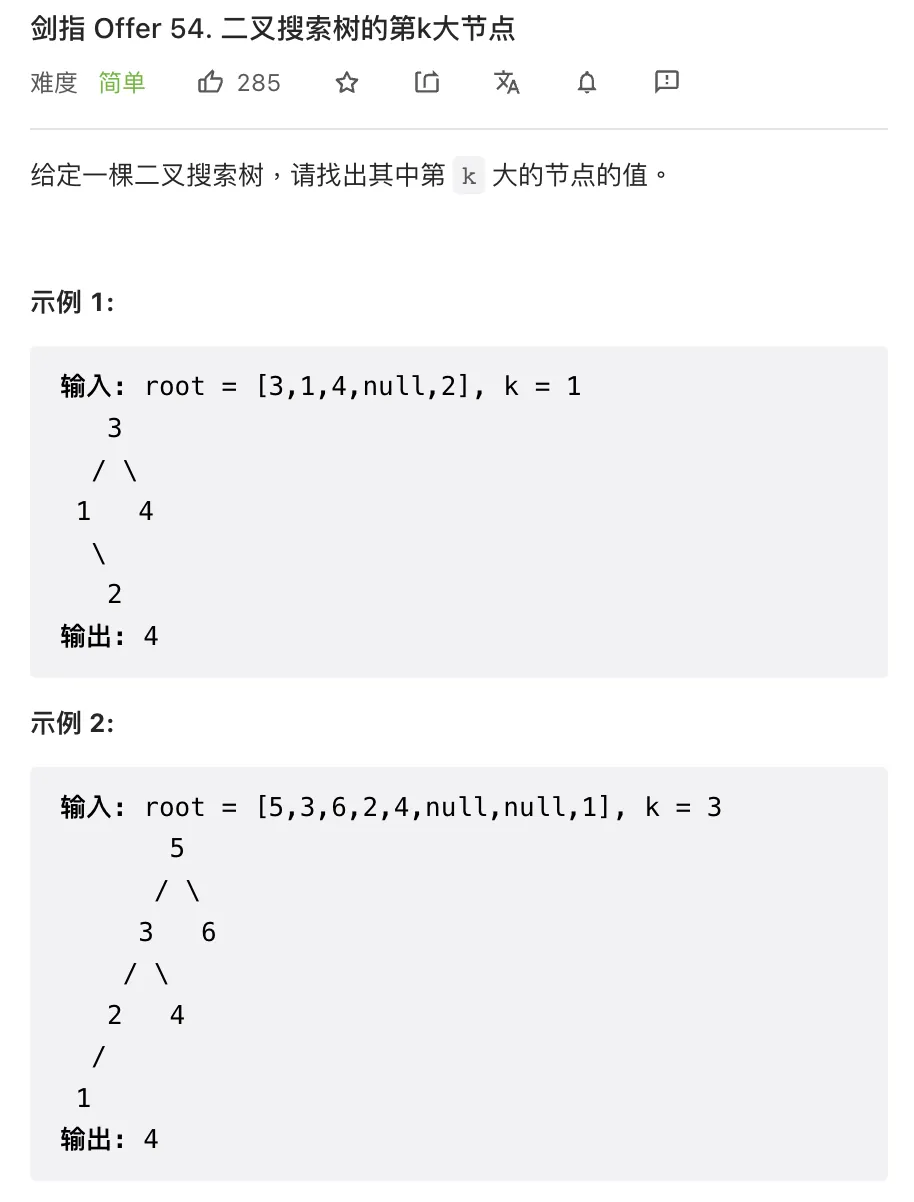 剑指 Offer 54. 二叉搜索树的第k大节点
难度 简单 285
给定一棵二叉搜索树，请找出其中第 k 大的节点的值。
示例 1:
输入: root = [3,1,4,null,2], k = 1
3
/ \
1 4
\
2
输出: 4
示例 2:
输入: root = [5,3,6,2,4,null,null,1], k = 3
5
/ \
3 6
/ \
2 4
/
1
输出: 4